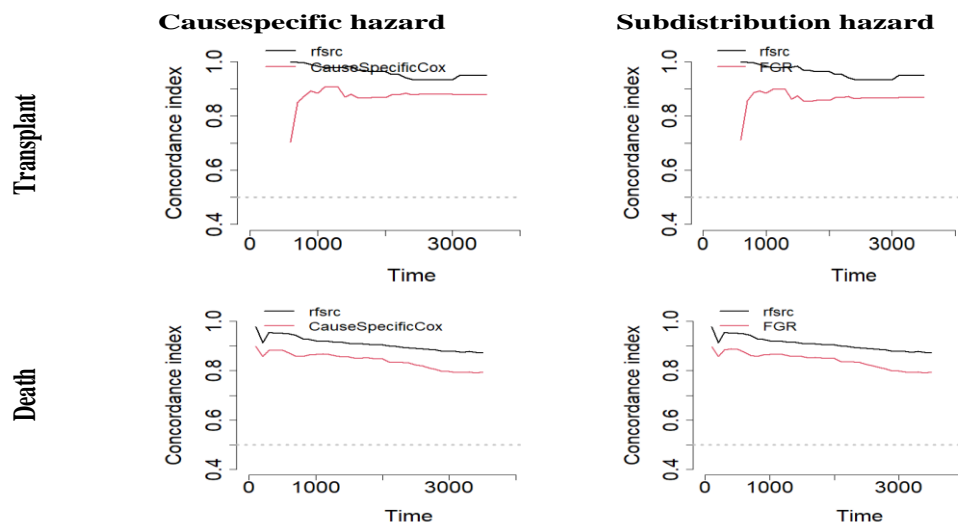 Causespecific hazard
Subdistribution hazard
Transplant
Concordance index
0.4 0.6 0.8 1.0
rfsrc
CauseSpecificCox
0 1000 3000
Time
Concordance index
0.4 0.6 0.8 1.0
rfsrc
FGR
0 1000 3000
Time
Death
Concordance index
0.4 0.6 0.8 1.0
rfsrc
CauseSpecificCox
0 1000 3000
Time
Concordance index
0.4 0.6 0.8 1.0
rfsrc
FGR
0 1000 3000
Time